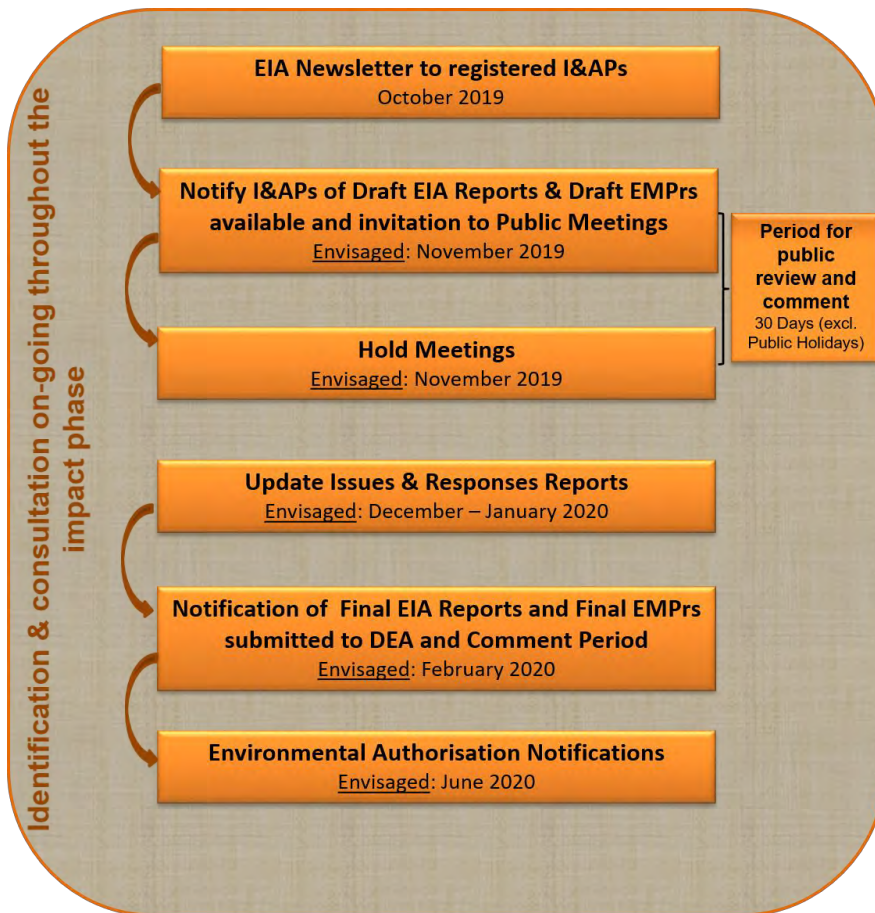 Identification & consultation on-going throughout the
impact phase
EIA Newsletter to registered I&APs
October 2019
Notify I&APs of Draft EIA Reports & Draft EMPrs
available and invitation to Public Meetings
Envisaged: November 2019
Period for
public
review and
comment
30 Days (excl.
Public Holidays)
Hold Meetings
Envisaged: November 2019
Update Issues & Responses Reports
Envisaged: December – January 2020
Notification of Final EIA Reports and Final EMPrs
submitted to DEA and Comment Period
Envisaged: February 2020
Environmental Authorisation Notifications
Envisaged: June 2020